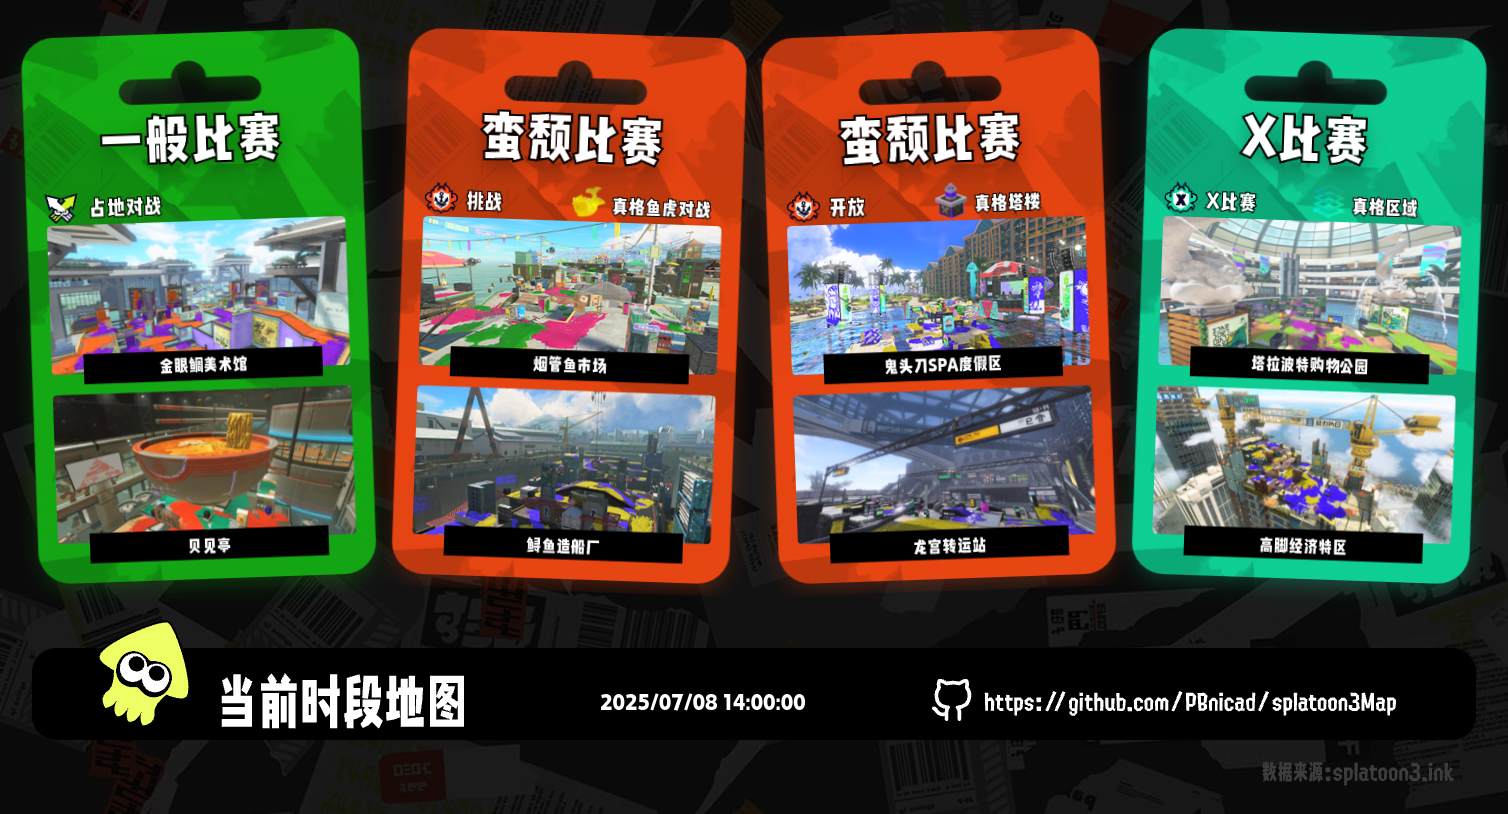 一般比赛
占地对战
金眼鲷美术馆
贝见亭
蛮颓比赛
挑战
真格鱼虎对战
烟管鱼市场
鲟鱼造船厂
蛮颓比赛
开放
真格塔楼
鬼头刀SPA度假区
龙宫转运站
X比赛
X比赛
真格区域
塔拉波特购物公园
高脚经济特区
当前时段地图
2025/07/08 14:00:00
https://github.com/PBnicad/splatoon3Map
数据来源:splatoon3.ink